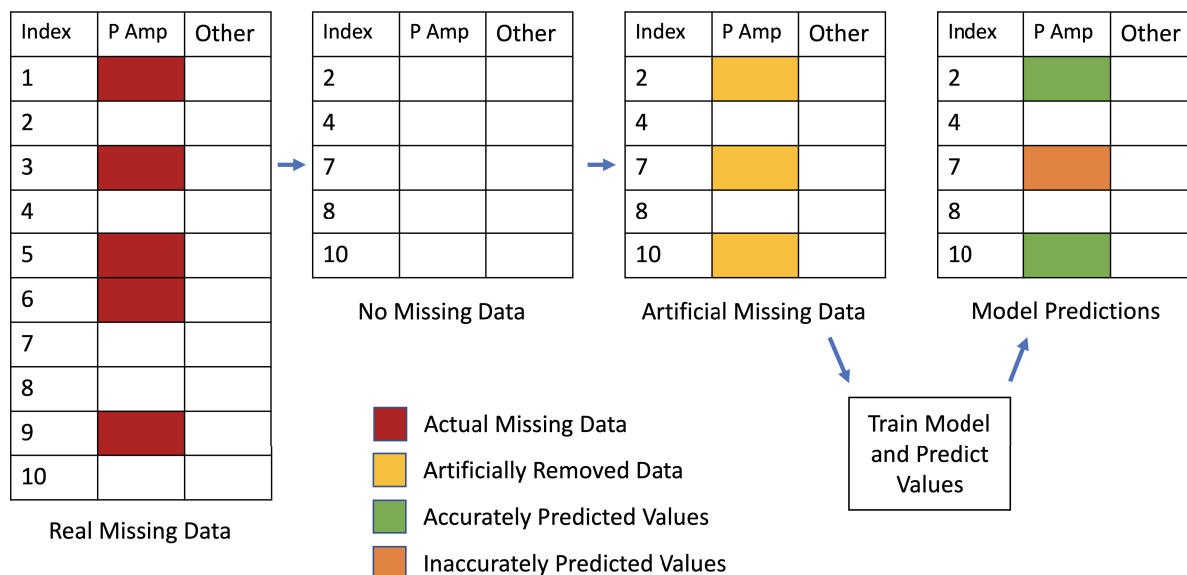 Index P Amp Other
1
2
3
4
5
6
7
8
9
10
Real Missing Data
Index P Amp Other
2
4
7
8
10
No Missing Data
Index P Amp Other
2
4
7
8
10
Artificial Missing Data
Index P Amp Other
2
4
7
8
10
Model Predictions
Train Model
and Predict
Values
Actual Missing Data
Artificially Removed Data
Accurately Predicted Values
Inaccurately Predicted Values